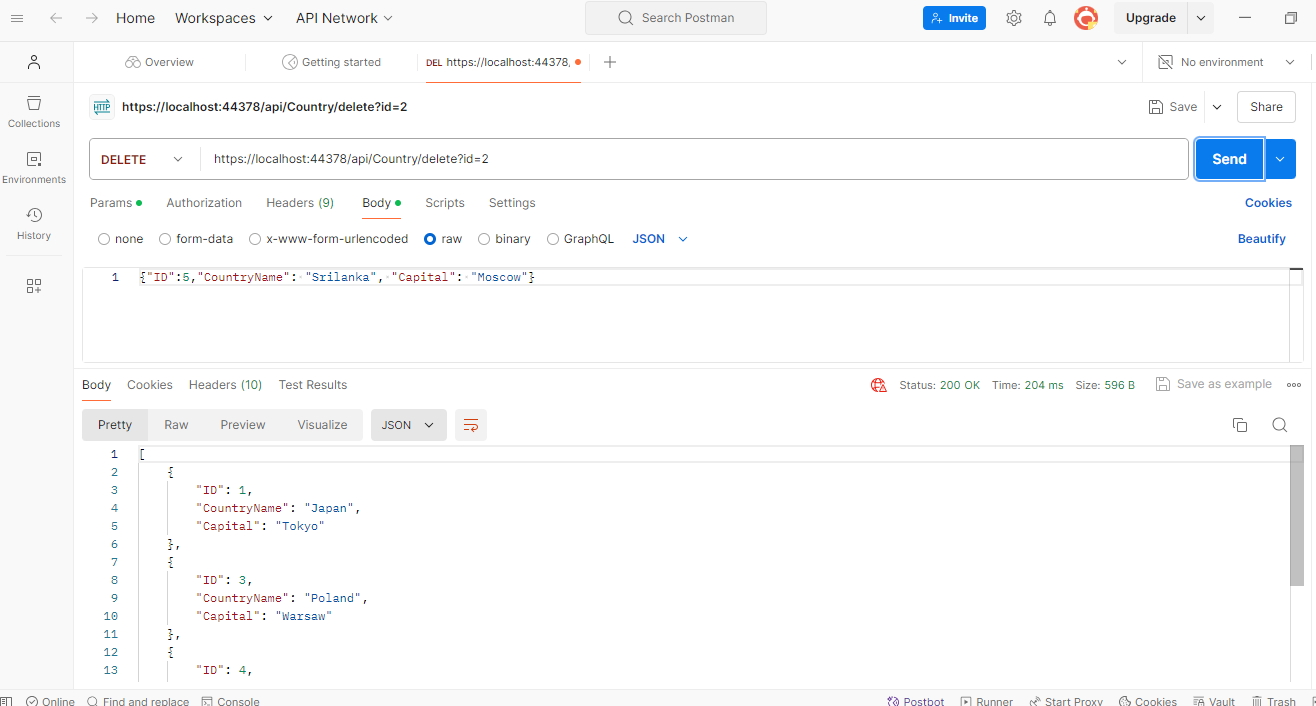 Home Workspaces API Network Search Postman Invite Upgrade
Overview Getting started DEL https://localhost:44378, No environment
HTTP https://localhost:44378/api/Country/delete?id=2 Save Share
DELETE https://localhost:44378/api/Country/delete?id=2 Send
Params Authorization Headers (9) Body Scripts Settings Cookies
none form-data x-www-form-urlencoded raw binary GraphQL JSON Beautify
1 {"ID":5,"CountryName": "Srilanka", "Capital": "Moscow"}
Collections
Environments
History
Body Cookies Headers (10) Test Results Status: 200 OK Time: 204 ms Size: 596 B Save as example
Pretty Raw Preview Visualize JSON
1 [
2 {
3 "ID": 1,
4 "CountryName": "Japan",
5 "Capital": "Tokyo"
6 },
7 {
8 "ID": 3,
9 "CountryName": "Poland",
10 "Capital": "Warsaw"
11 },
12 {
13 "ID": 4,
Online Find and replace Console Postbot Runner Start Proxy Cookies Vault Trash